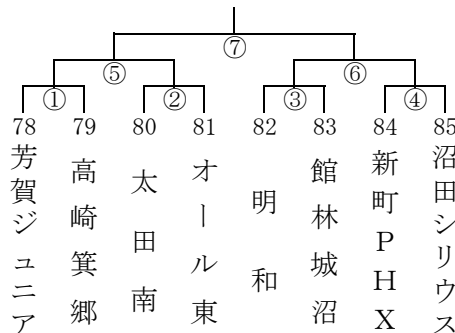 ⑦
⑤ ⑥
① ② ③ ④
78 79 80 81 82 83 84 85
芳賀ジュニア
高崎箕郷
太田南
オール東
明和
館林城沼
新町PHX
沼田シリウス